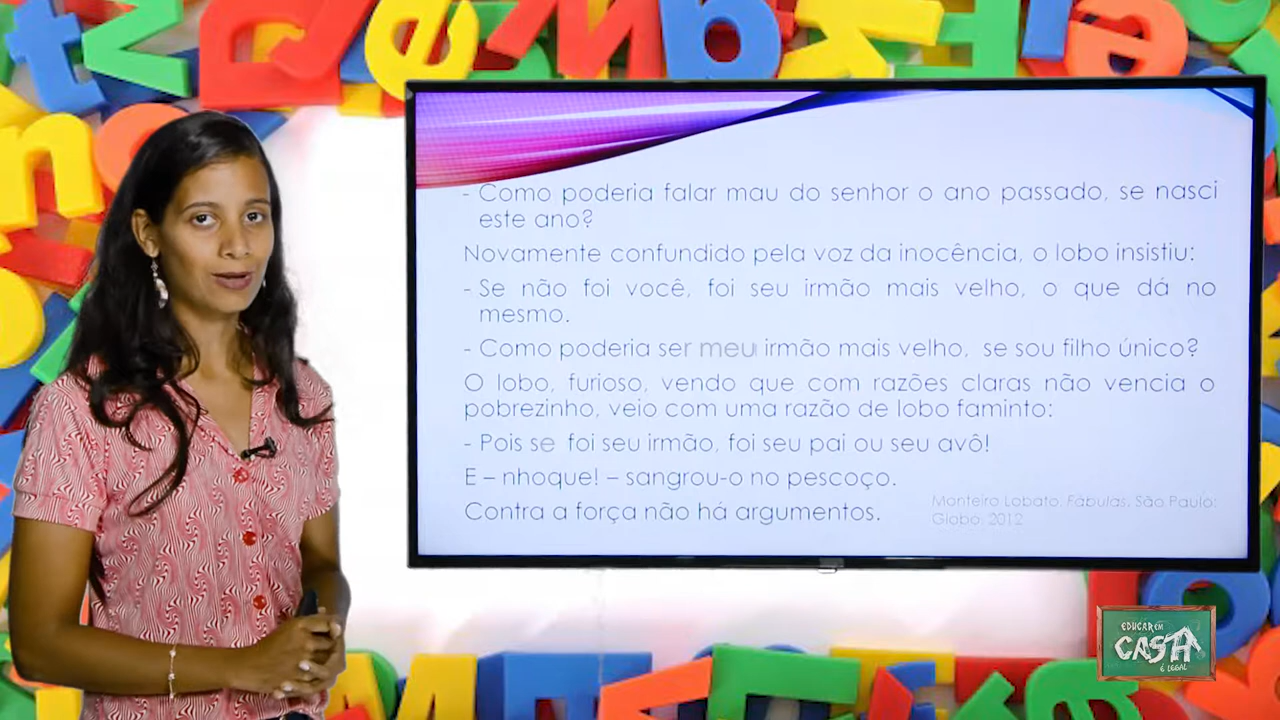 - Como poderia falar mau do senhor o ano passado, se nasci
este ano?
Novamente confundido pela voz da inocência, o lobo insistiu:
- Se não foi você, foi seu irmão mais velho, o que dá no
mesmo.
- Como poderia ser meu irmão mais velho, se sou filho único?
O lobo, furioso, vendo que com razões claras não vencia o
pobrezinho, veio com uma razão de lobo faminto:
- Pois se foi seu irmão, foi seu pai ou seu avô!
E – nhoque! – sangrou-o no pescoço.
Contra a força não há argumentos.
Monteiro Lobato. Fábulas. São Paulo:
Globo, 2012
EDUCAR EM
CASA
É LEGAL